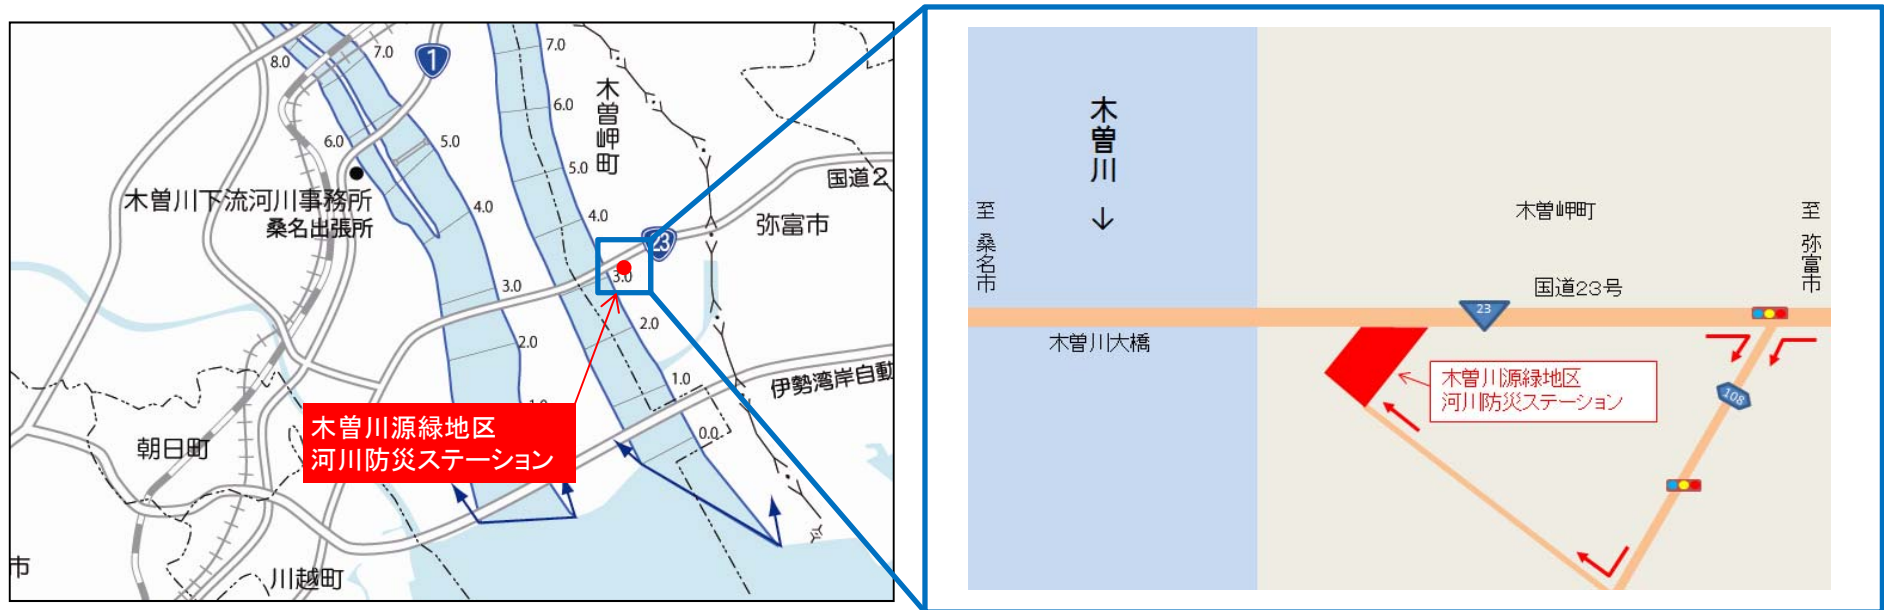 8.0
7.0
1
7.0
木曽岬町
6.0
6.0
5.0
5.0
国道2
木曽川下流河川事務所
桑名出張所
4.0
4.0
弥富市
23
3.0
3.0
2.0
2.0
1.0
伊勢湾岸自動
木曽川源緑地区
河川防災ステーション
0.0
朝日町
川越町
市
木曽川
↓
至 桑名市
木曽岬町
至 弥富市
国道23号
23
木曽川大橋
木曽川源緑地区
河川防災ステーション
108